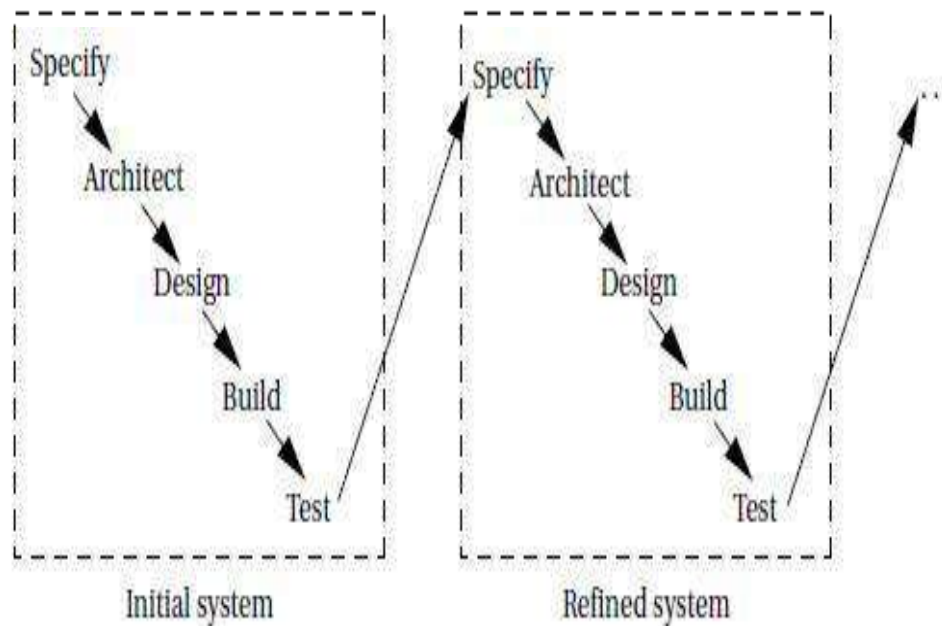 Specify
Architect
Design
Build
Test
Initial system
Specify
Architect
Design
Build
Test
Refined system
..